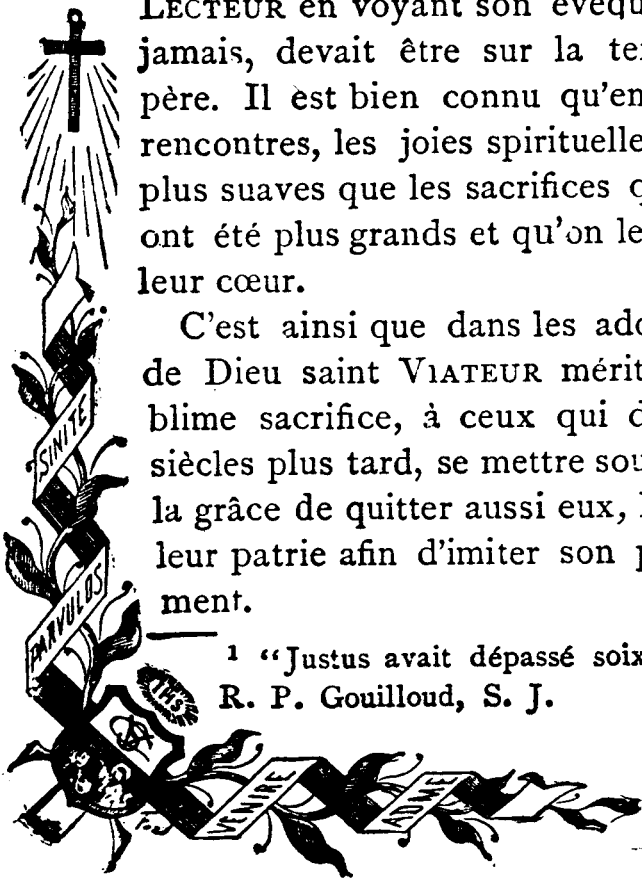 LECTEUR en voyant son évêqu
jamais, devait être sur la te
père. Il est bien connu qu'en
rencontres, les joies spirituelle
plus suaves que les sacrifices
ont été plus grands et qu'on le
leur cœur.
C'est ainsi que dans les ado
de Dieu saint VIATEUR mérit
blime sacrifice, à ceux qui d
siècles plus tard, se mettre sou
la grâce de quitter aussi eux,
leur patrie afin d'imiter son
ment.
1 “Justus avait dépassé soix
R. P. Gouilloud, S. J.
SINITE
PARVULOS
IHS
VENIRE
AD ME